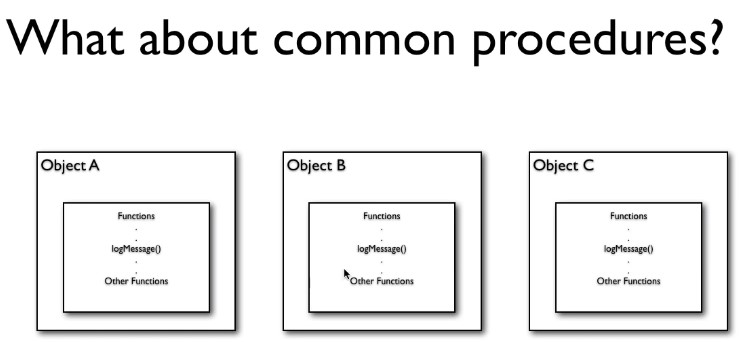 What about common procedures?
Object A
Functions
.
.
logMessage()
.
.
Other Functions
Object B
Functions
.
.
logMessage()
.
.
Other Functions
Object C
Functions
.
.
logMessage()
.
.
Other Functions